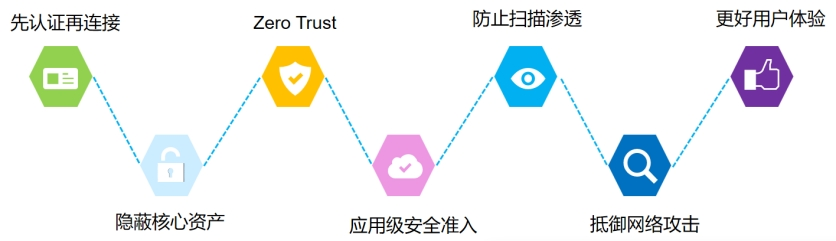 先认证再连接
隐蔽核心资产
Zero Trust
应用级安全准入
防止扫描渗透
抵御网络攻击
更好用户体验